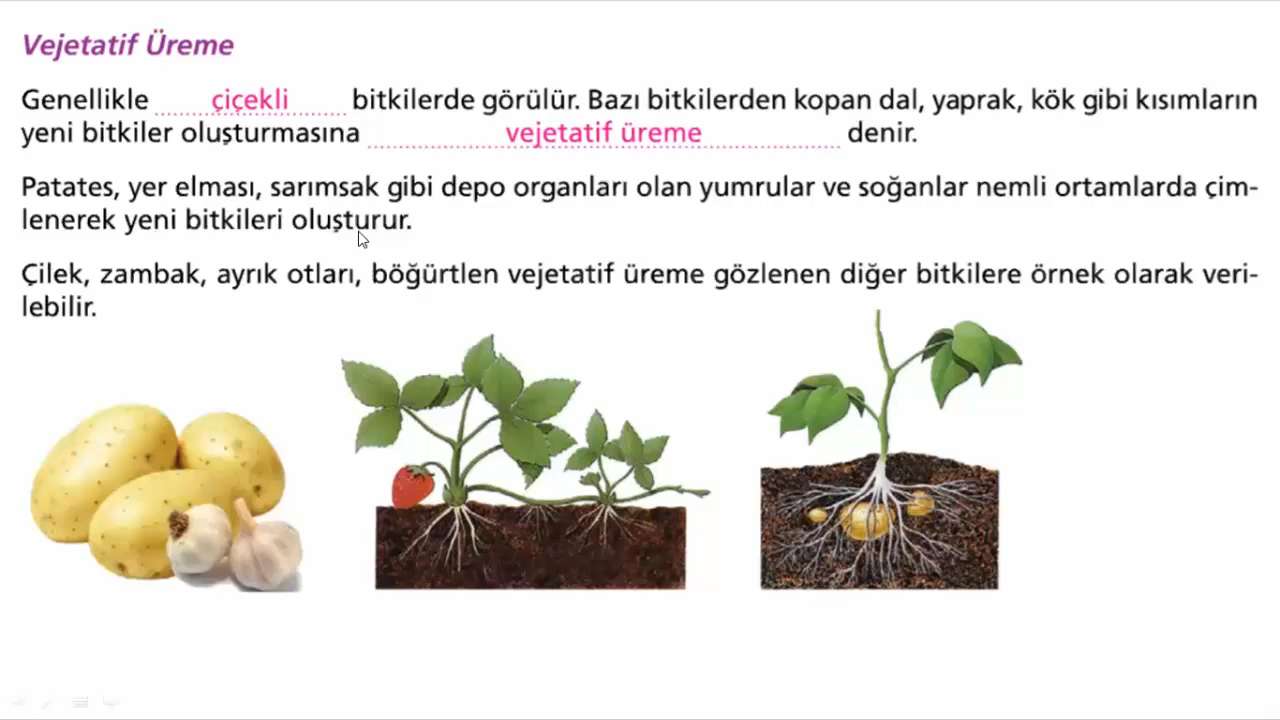 Vejetatif Üreme
Genellikle çiçekli bitkilerde görülür. Bazı bitkilerden kopan dal, yaprak, kök gibi kısımların
yeni bitkiler oluşturmasına vejetatif üreme denir.
Patates, yer elması, sarımsak gibi depo organları olan yumrular ve soğanlar nemli ortamlarda çim-
lenerek yeni bitkileri oluşturur.
Çilek, zambak, ayrık otları, böğürtlen vejetatif üreme gözlenen diğer bitkilere örnek olarak veri-
lebilir.